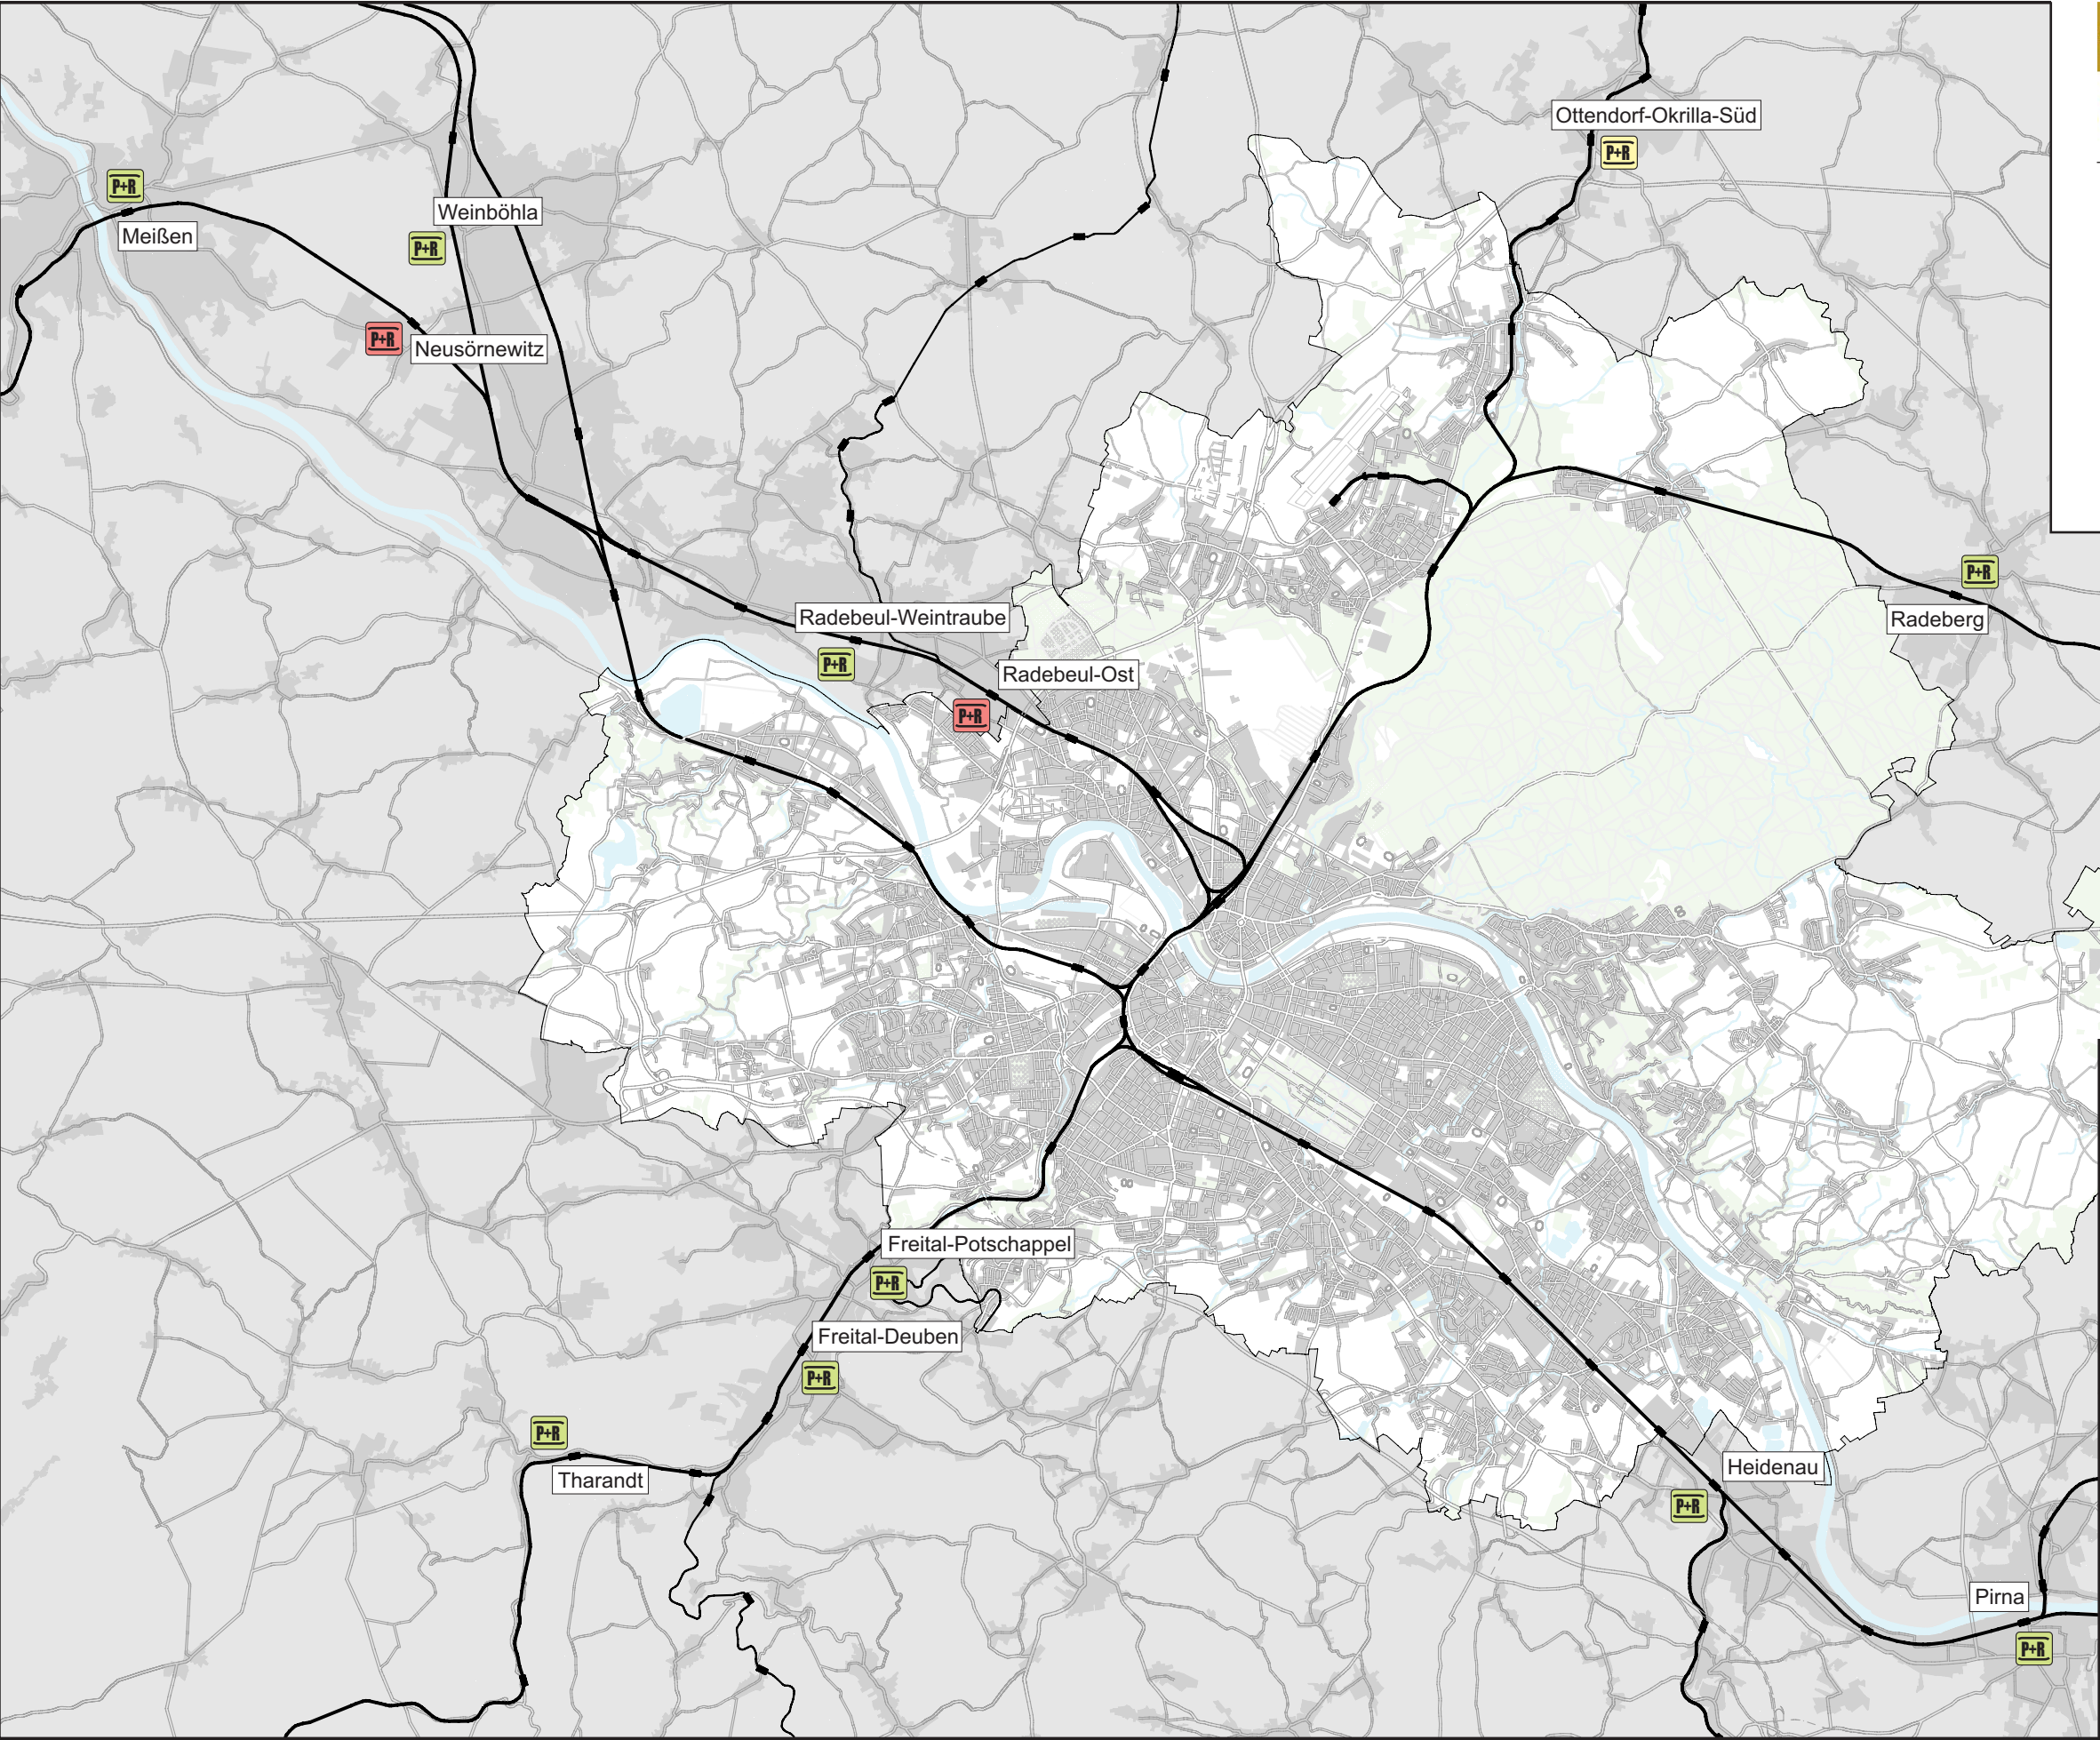 Ottendorf-Okrilla-Süd
P+R
P+R
Weinböhla
Meißen
P+R
P+R
Neusörnewitz
P+R
Radeberg
Radebeul-Weintraube
P+R
Radebeul-Ost
P+R
Freital-Potschappel
P+R
Freital-Deuben
P+R
P+R
Tharandt
Heidenau
P+R
Pirna
P+R